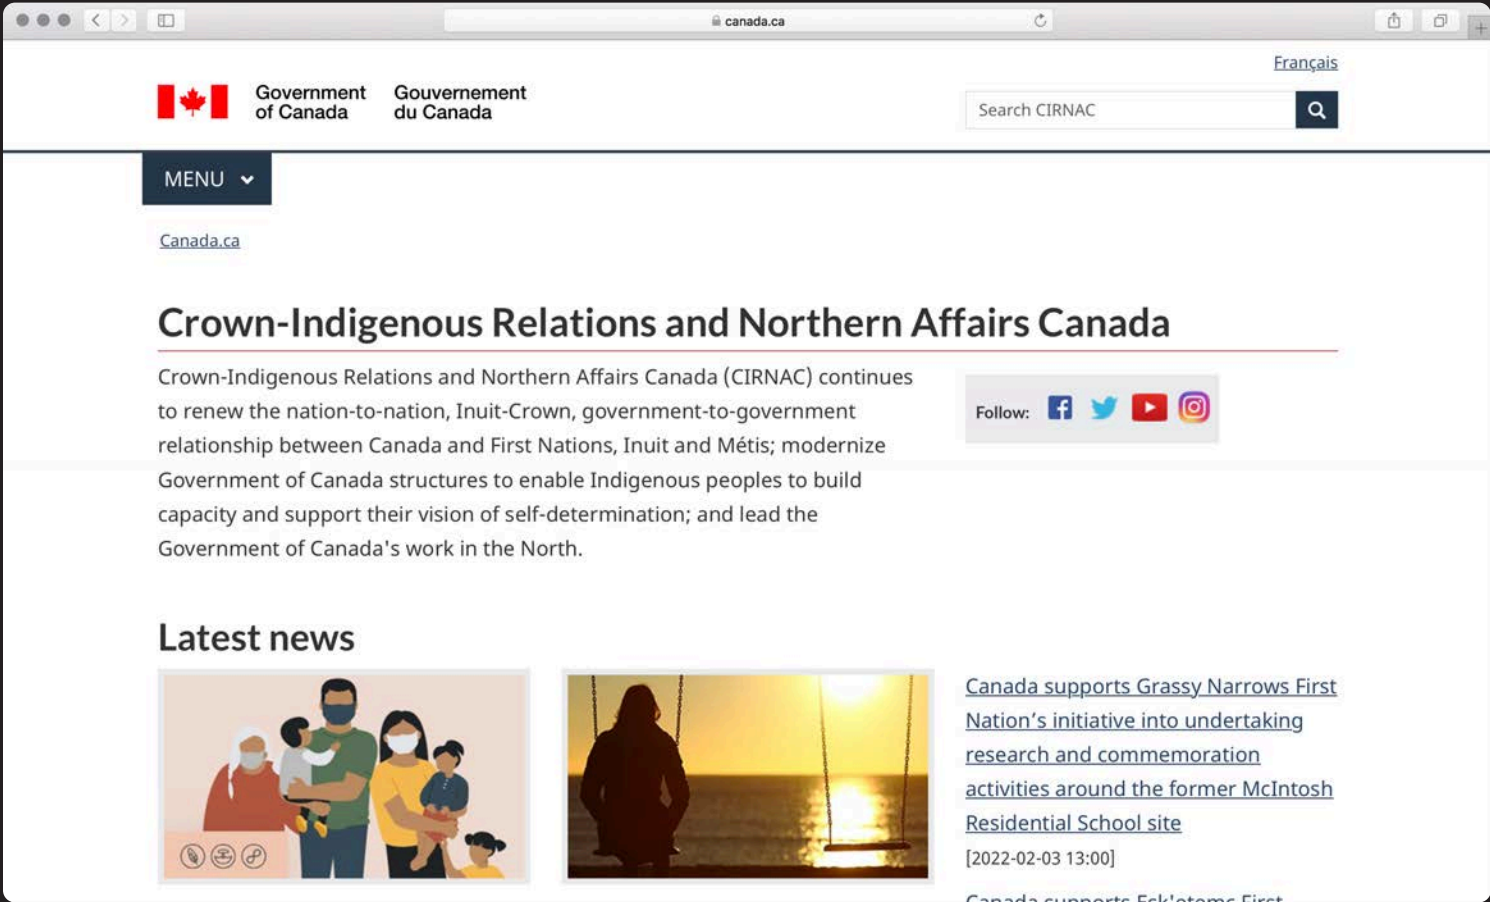 canada.ca
Français
Government
of Canada
Gouvernement
du Canada
Search CIRNAC
MENU
Canada.ca
Crown-Indigenous Relations and Northern Affairs Canada
Crown-Indigenous Relations and Northern Affairs Canada (CIRNAC) continues
to renew the nation-to-nation, Inuit-Crown, government-to-government
relationship between Canada and First Nations, Inuit and Métis; modernize
Government of Canada structures to enable Indigenous peoples to build
capacity and support their vision of self-determination; and lead the
Government of Canada's work in the North.
Follow:
Latest news
Canada supports Grassy Narrows First
Nation’s initiative into undertaking
research and commemoration
activities around the former McIntosh
Residential School site
[2022-02-03 13:00]
Canada supports Esk'etemc First